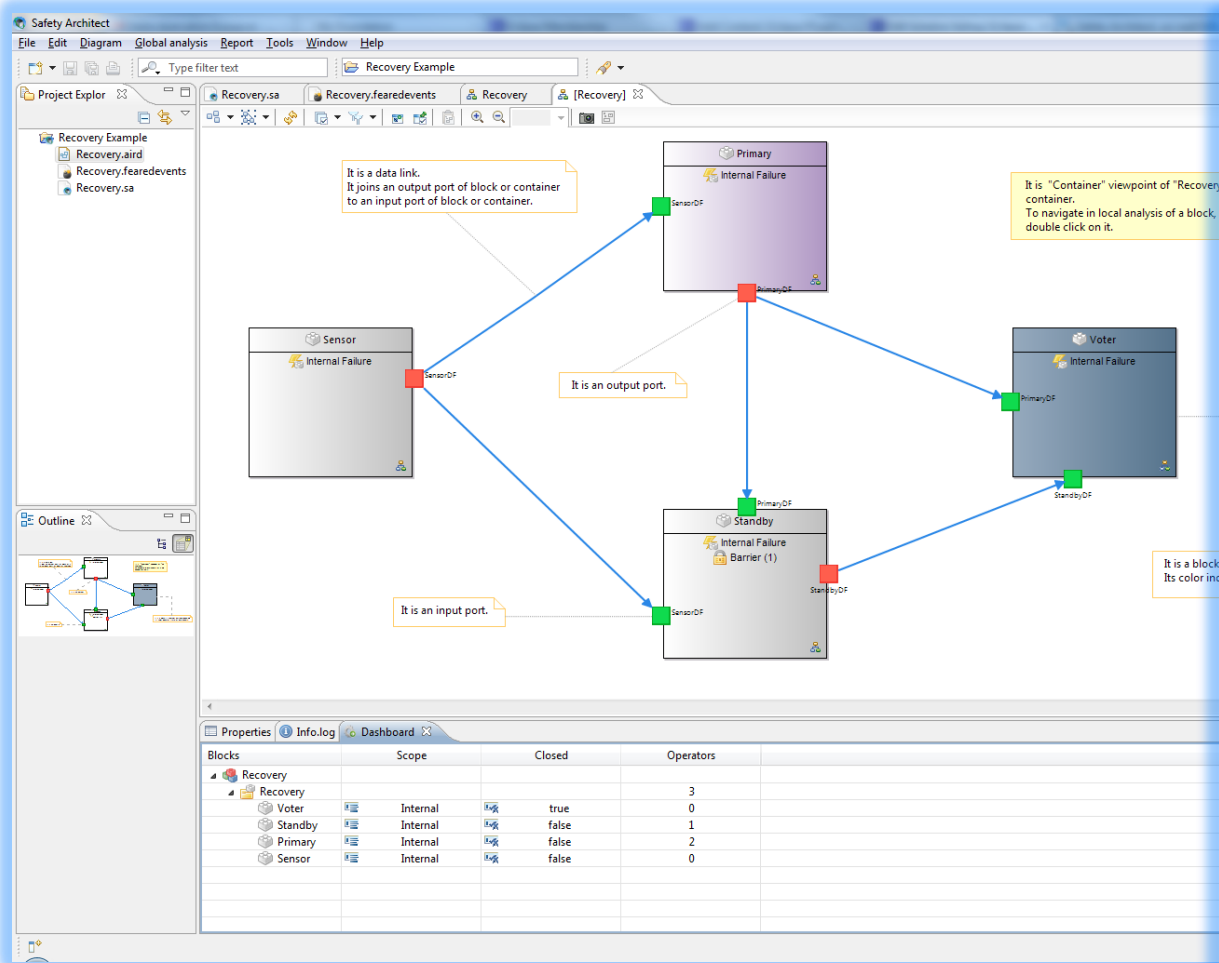 Safety Architect
File Edit Diagram Global analysis Report Tools Window Help
Type filter text
Recovery Example
Project Explor
Recovery.sa
Recovery.fearedevents
Recovery
[Recovery]
Recovery Example
Recovery.aird
Recovery.fearedevents
Recovery.sa
It is a data link.
It joins an output port of block or container
to an input port of block or container.
Primary
Internal Failure
SensorDF
PrimaryDF
It is "Container" viewpoint of "Recovery
container.
To navigate in local analysis of a block,
double click on it.
Sensor
Internal Failure
SensorDF
It is an output port.
Voter
Internal Failure
PrimaryDF
StandbyDF
PrimaryDF
Standby
Internal Failure
Barrier (1)
StandbyDF
SensorDF
It is an input port.
It is a block
Its color
Outline
Properties
Info.log
Dashboard
Blocks Scope Closed Operators
Recovery
Recovery 3
Voter Internal true 0
Standby Internal false 1
Primary Internal false 2
Sensor Internal false 0